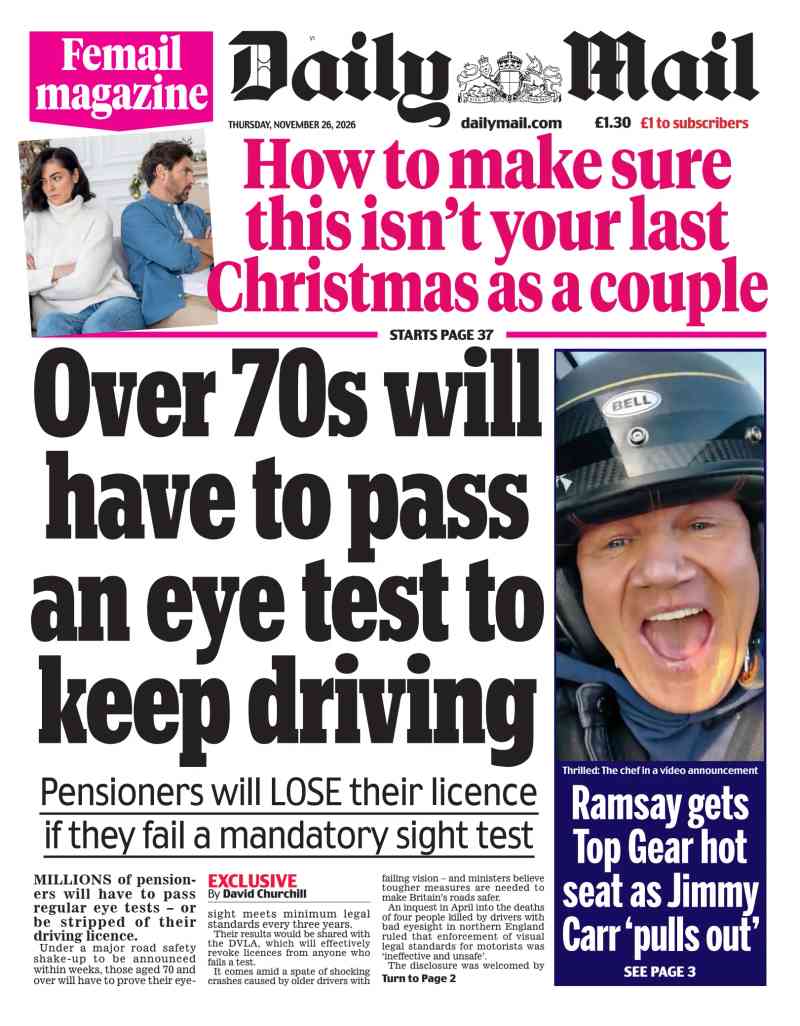 Femail
magazine
Daily Mail
THURSDAY, NOVEMBER 26, 2026
dailymail.com
£1.30 £1 to subscribers
How to make sure
this isn't your last
Christmas as a couple
STARTS PAGE 37
Over 70s will
have to pass
an eye test to
keep driving
Pensioners will LOSE their licence
if they fail a mandatory sight test
MILLIONS of pension-
ers will have to pass
regular eye tests – or
be stripped of their
driving licence.
Under a major road safety
shake-up to be announced
within weeks, those aged 70 and
over will have to prove their eye-
EXCLUSIVE
By David Churchill
sight meets minimum legal
standards every three years.
Their results would be shared with
the DVLA, which will effectively
revoke licences from anyone who
fails a test.
It comes amid a spate of shocking
crashes caused by older drivers with
failing vision – and ministers believe
tougher measures are needed to
make Britain's roads safer.
An inquest in April into the deaths
of four people killed by drivers with
bad eyesight in northern England
ruled that enforcement of visual
legal standards for motorists was
'ineffective and unsafe'.
The disclosure was welcomed by
Turn to Page 2
BELL
Thrilled: The chef in a video announcement
Ramsay gets
Top Gear hot
seat as Jimmy
Carr 'pulls out'
SEE PAGE 3